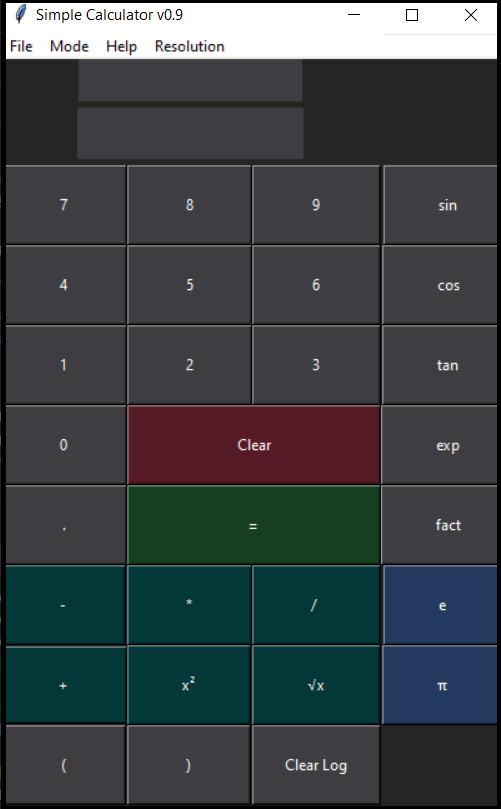 Simple Calculator v0.9
File Mode Help Resolution
7 8 9 sin
4 5 6 cos
1 2 3 tan
0 Clear exp
. = fact
- * / e
+ x² √x π
( ) Clear Log